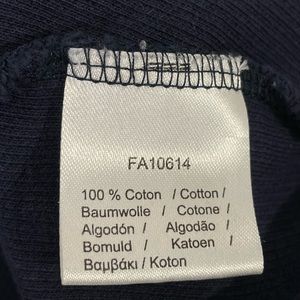 FA10614
100 % Coton / Cotton /
Baumwolle / Cotone /
Algodón / Algodão /
Bomuld / Katoen /
Βαμβάκι / Koton